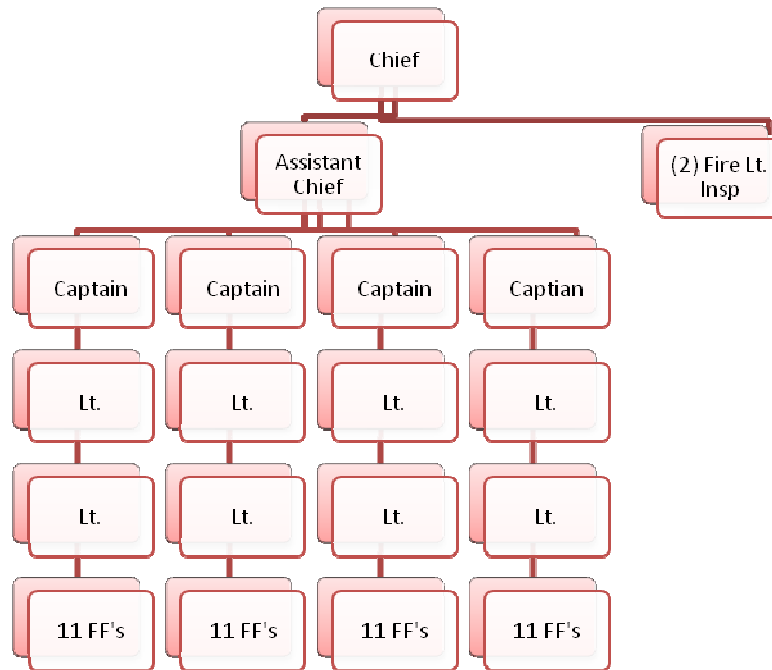 Chief
Assistant
Chief
(2) Fire Lt.
Insp
Captain
Captain
Captain
Captian
Lt.
Lt.
Lt.
Lt.
Lt.
Lt.
Lt.
Lt.
11 FF's
11 FF's
11 FF's
11 FF's